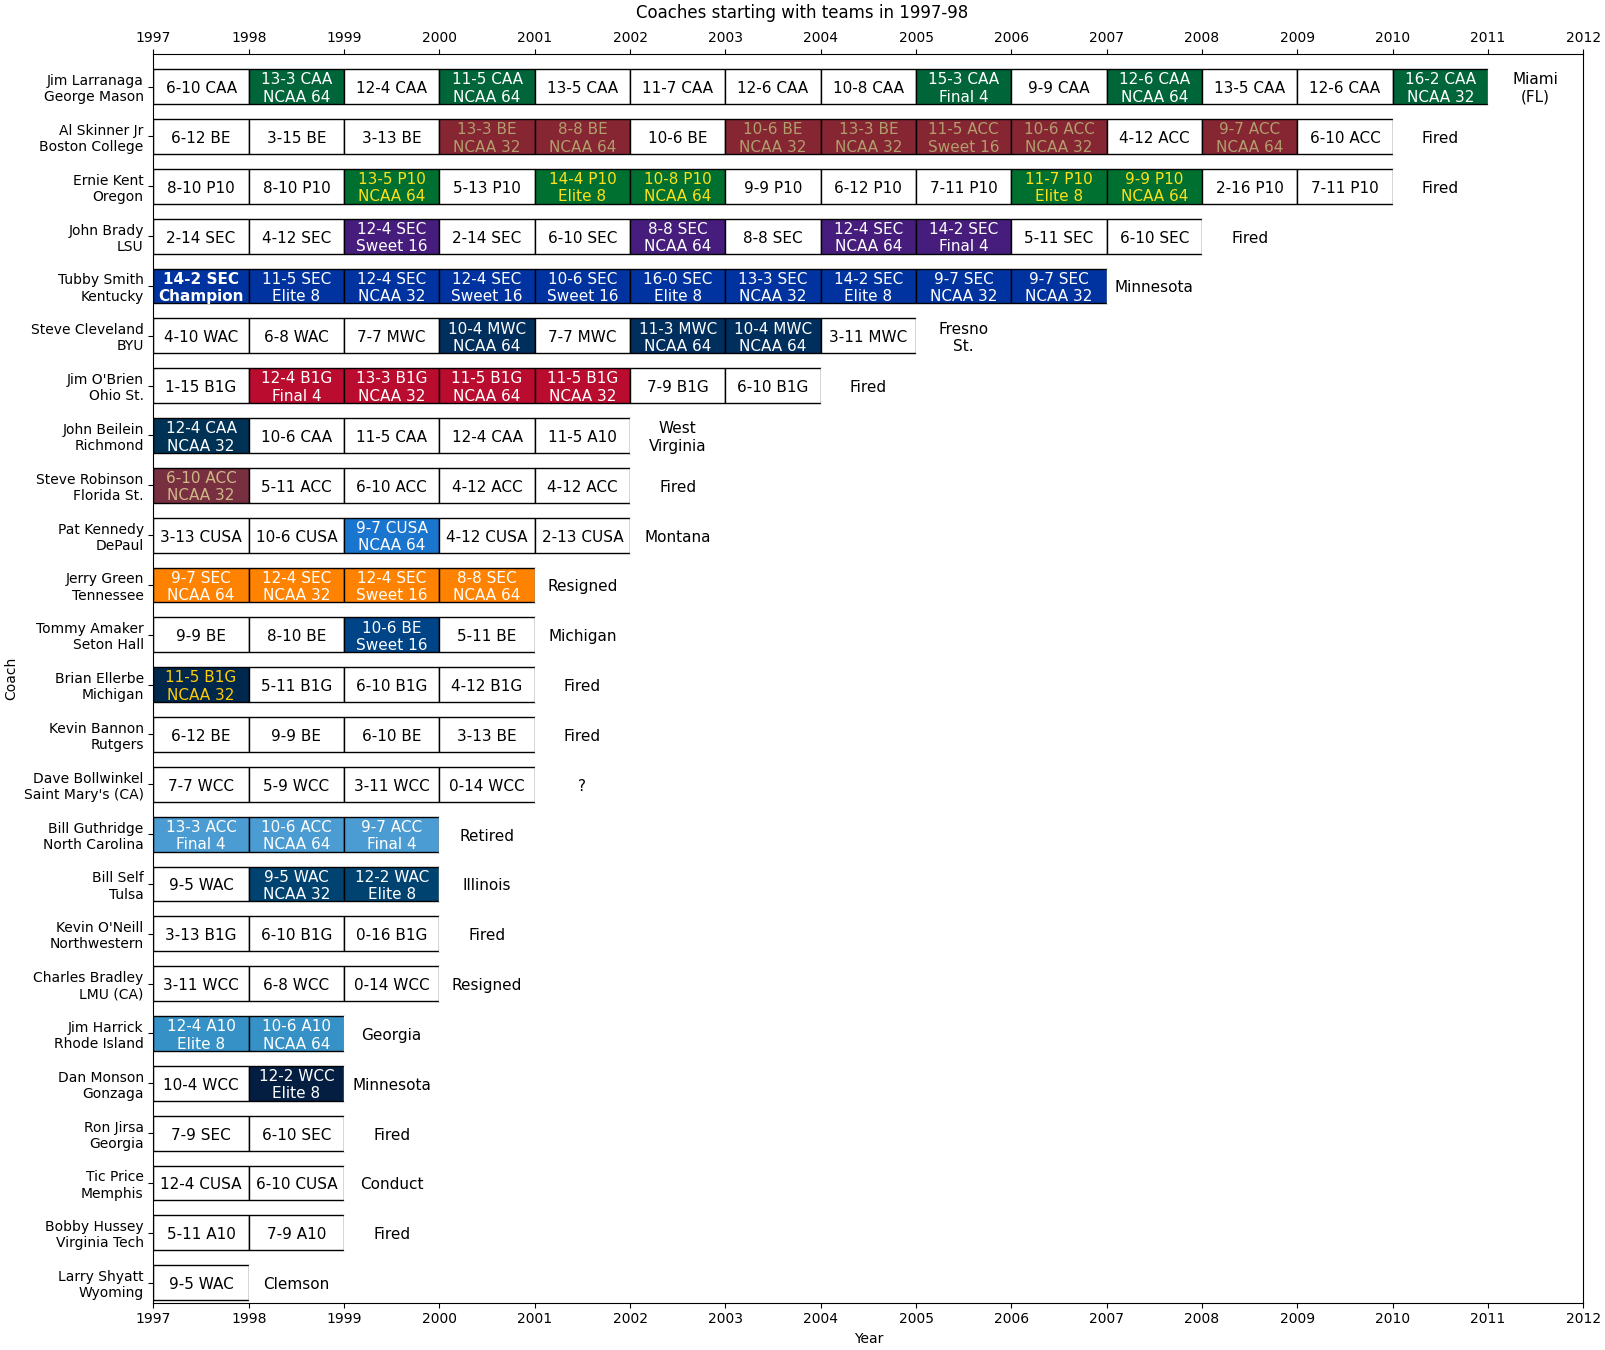 Coaches starting with teams in 1997-98
1997 1998 1999 2000 2001 2002 2003 2004 2005 2006 2007 2008 2009 2010 2011 2012
Jim Larranaga
George Mason
6-10 CAA
13-3 CAA
NCAA 64
12-4 CAA
11-5 CAA
NCAA 64
13-5 CAA
11-7 CAA
12-6 CAA
10-8 CAA
15-3 CAA
Final 4
9-9 CAA
12-6 CAA
NCAA 64
13-5 CAA
12-6 CAA
16-2 CAA
NCAA 32
Miami
(FL)
Al Skinner Jr
Boston College
6-12 BE
3-15 BE
3-13 BE
13-3 BE
NCAA 32
8-8 BE
NCAA 64
10-6 BE
10-6 BE
NCAA 32
13-3 BE
NCAA 32
11-5 ACC
Sweet 16
10-6 ACC
NCAA 32
4-12 ACC
9-7 ACC
NCAA 64
6-10 ACC
Fired
Ernie Kent
Oregon
8-10 P10
8-10 P10
13-5 P10
NCAA 64
5-13 P10
14-4 P10
Elite 8
10-8 P10
NCAA 64
9-9 P10
6-12 P10
7-11 P10
11-7 P10
Elite 8
9-9 P10
NCAA 64
2-16 P10
7-11 P10
Fired
John Brady
LSU
2-14 SEC
4-12 SEC
12-4 SEC
Sweet 16
2-14 SEC
6-10 SEC
8-8 SEC
NCAA 64
8-8 SEC
12-4 SEC
NCAA 64
14-2 SEC
Final 4
5-11 SEC
6-10 SEC
Fired
Tubby Smith
Kentucky
14-2 SEC
Champion
11-5 SEC
Elite 8
12-4 SEC
NCAA 32
12-4 SEC
Sweet 16
10-6 SEC
Sweet 16
16-0 SEC
Elite 8
13-3 SEC
NCAA 32
14-2 SEC
Elite 8
9-7 SEC
NCAA 32
9-7 SEC
NCAA 32
Minnesota
Steve Cleveland
BYU
4-10 WAC
6-8 WAC
7-7 MWC
10-4 MWC
NCAA 64
7-7 MWC
11-3 MWC
NCAA 64
10-4 MWC
NCAA 64
3-11 MWC
Fresno
St.
Jim O'Brien
Ohio St.
1-15 B1G
12-4 B1G
Final 4
13-3 B1G
NCAA 32
11-5 B1G
NCAA 64
11-5 B1G
NCAA 32
7-9 B1G
6-10 B1G
Fired
John Beilein
Richmond
12-4 CAA
NCAA 32
10-6 CAA
11-5 CAA
12-4 CAA
11-5 A10
West
Virginia
Steve Robinson
Florida St.
6-10 ACC
NCAA 32
5-11 ACC
6-10 ACC
4-12 ACC
4-12 ACC
Fired
Pat Kennedy
DePaul
3-13 CUSA
10-6 CUSA
9-7 CUSA
NCAA 64
4-12 CUSA
2-13 CUSA
Montana
Jerry Green
Tennessee
9-7 SEC
NCAA 64
12-4 SEC
NCAA 32
12-4 SEC
Sweet 16
8-8 SEC
NCAA 64
Resigned
Tommy Amaker
Seton Hall
9-9 BE
8-10 BE
10-6 BE
Sweet 16
5-11 BE
Michigan
Brian Ellerbe
Michigan
11-5 B1G
NCAA 32
5-11 B1G
6-10 B1G
4-12 B1G
Fired
Kevin Bannon
Rutgers
6-12 BE
9-9 BE
6-10 BE
3-13 BE
Fired
Dave Bollwinkel
Saint Mary's (CA)
7-7 WCC
5-9 WCC
3-11 WCC
0-14 WCC
?
Bill Guthridge
North Carolina
13-3 ACC
Final 4
10-6 ACC
NCAA 64
9-7 ACC
Final 4
Retired
Bill Self
Tulsa
9-5 WAC
9-5 WAC
NCAA 32
12-2 WAC
Elite 8
Illinois
Kevin O'Neill
Northwestern
3-13 B1G
6-10 B1G
0-16 B1G
Fired
Charles Bradley
LMU (CA)
3-11 WCC
6-8 WCC
0-14 WCC
Resigned
Jim Harrick
Rhode Island
12-4 A10
Elite 8
10-6 A10
NCAA 64
Georgia
Dan Monson
Gonzaga
10-4 WCC
12-2 WCC
Elite 8
Minnesota
Ron Jirsa
Georgia
7-9 SEC
6-10 SEC
Fired
Tic Price
Memphis
12-4 CUSA
6-10 CUSA
Conduct
Bobby Hussey
Virginia Tech
5-11 A10
7-9 A10
Fired
Larry Shyatt
Wyoming
9-5 WAC
Clemson
Coach
1997 1998 1999 2000 2001 2002 2003 2004 2005 2006 2007 2008 2009 2010 2011 2012
Year